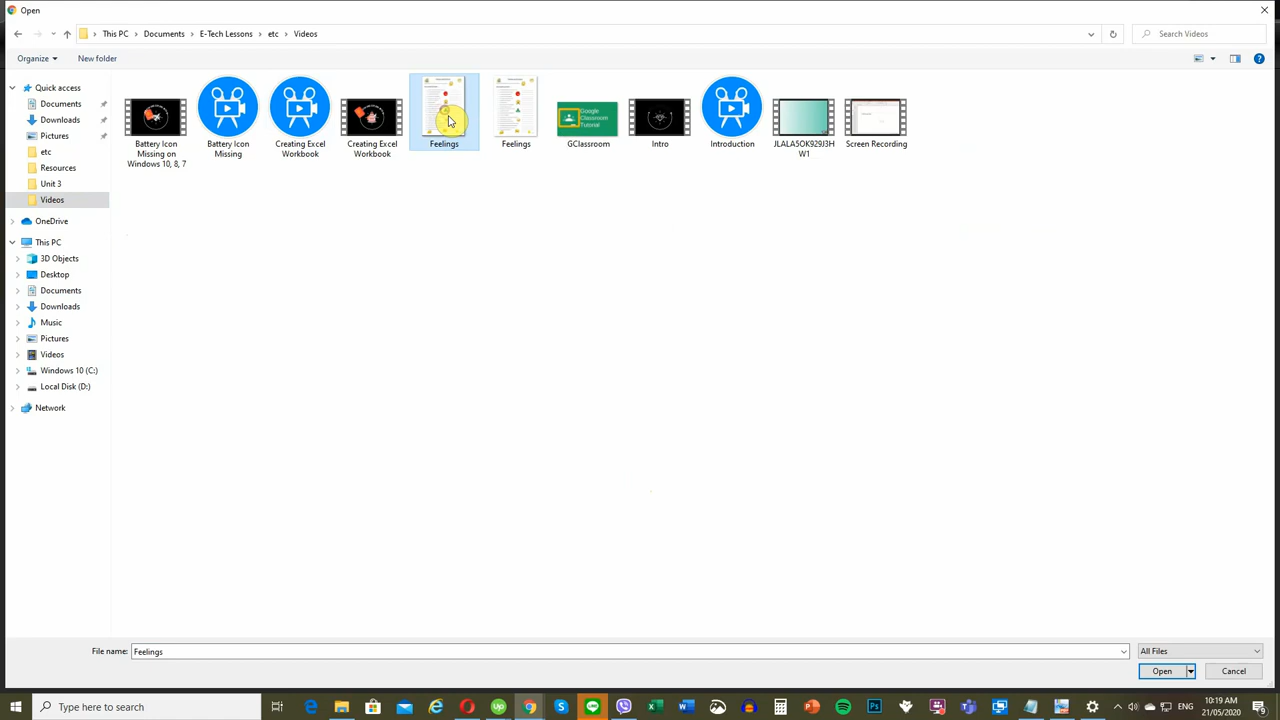 Open
This PC
Documents
E-Tech Lessons
etc
Videos
Search Videos
Organize
New folder
Quick access
Documents
Downloads
Pictures
etc
Resources
Unit 3
Videos
OneDrive
This PC
3D Objects
Desktop
Documents
Downloads
Music
Pictures
Videos
Windows 10 (C:)
Local Disk (D:)
Network
Battery Icon
Missing on
Windows 10, 8, 7
Battery Icon
Missing
Creating Excel
Workbook
Creating Excel
Workbook
Feelings
Feelings
Google
Classroom
Tutorial
GClassroom
Intro
Introduction
JLALA5OK929J3H
W1
Screen Recording
File name:
Feelings
All Files
Open
Cancel
Type here to search
ENG
10:19 AM
21/05/2020
9